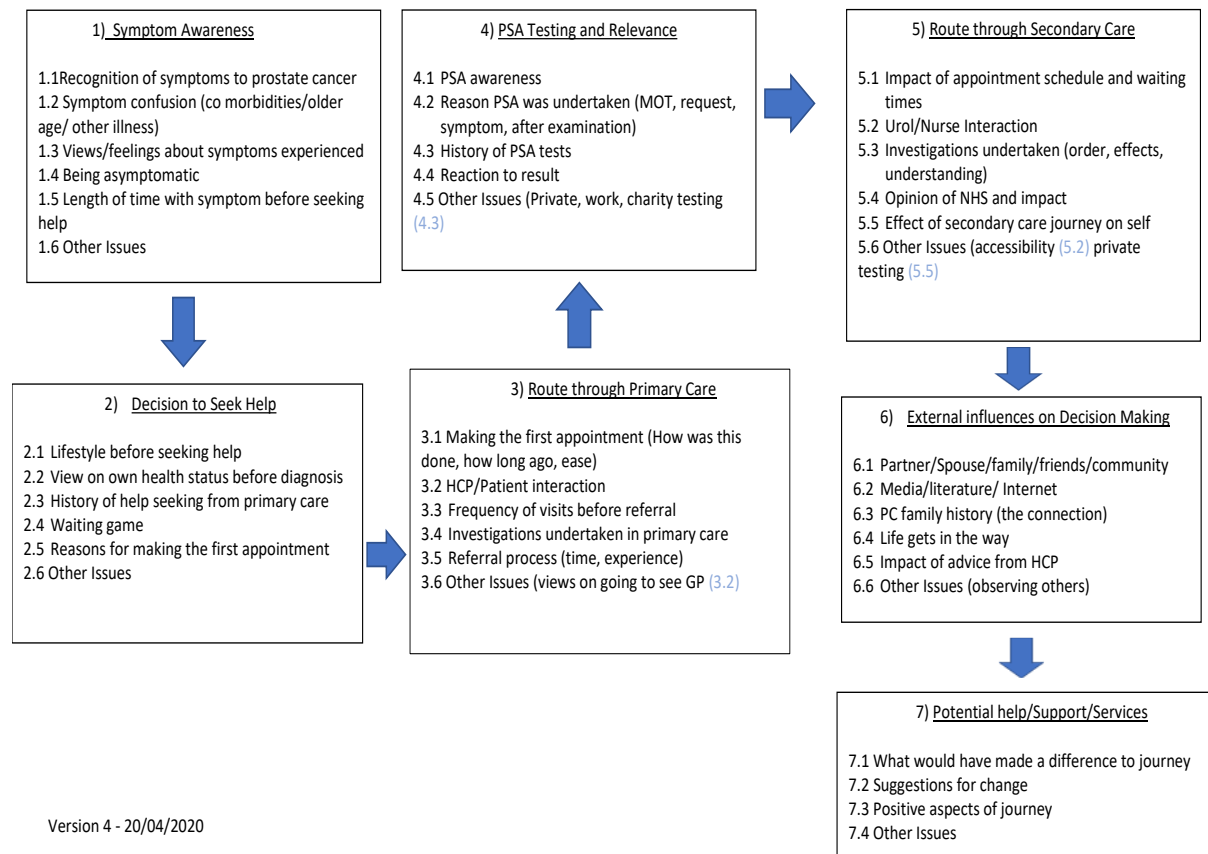 1) Symptom Awareness
1.1Recognition of symptoms to prostate cancer
1.2 Symptom confusion (co morbidities/older
age/ other illness)
1.3 Views/feelings about symptoms experienced
1.4 Being asymptomatic
1.5 Length of time with symptom before seeking
help
1.6 Other Issues
2) Decision to Seek Help
2.1 Lifestyle before seeking help
2.2 View on own health status before diagnosis
2.3 History of help seeking from primary care
2.4 Waiting game
2.5 Reasons for making the first appointment
2.6 Other Issues
3) Route through Primary Care
3.1 Making the first appointment (How was this
done, how long ago, ease)
3.2 HCP/Patient interaction
3.3 Frequency of visits before referral
3.4 Investigations undertaken in primary care
3.5 Referral process (time, experience)
3.6 Other Issues (views on going to see GP (3.2)
4) PSA Testing and Relevance
4.1 PSA awareness
4.2 Reason PSA was undertaken (MOT, request,
symptom, after examination)
4.3 History of PSA tests
4.4 Reaction to result
4.5 Other Issues (Private, work, charity testing
(4.3)
5) Route through Secondary Care
5.1 Impact of appointment schedule and waiting
times
5.2 Urol/Nurse Interaction
5.3 Investigations undertaken (order, effects,
understanding)
5.4 Opinion of NHS and impact
5.5 Effect of secondary care journey on self
5.6 Other Issues (accessibility (5.2) private
testing (5.5)
6) External influences on Decision Making
6.1 Partner/Spouse/family/friends/community
6.2 Media/literature/ Internet
6.3 PC family history (the connection)
6.4 Life gets in the way
6.5 Impact of advice from HCP
6.6 Other Issues (observing others)
7) Potential help/Support/Services
7.1 What would have made a difference to journey
7.2 Suggestions for change
7.3 Positive aspects of journey
7.4 Other Issues
Version 4 - 20/04/2020